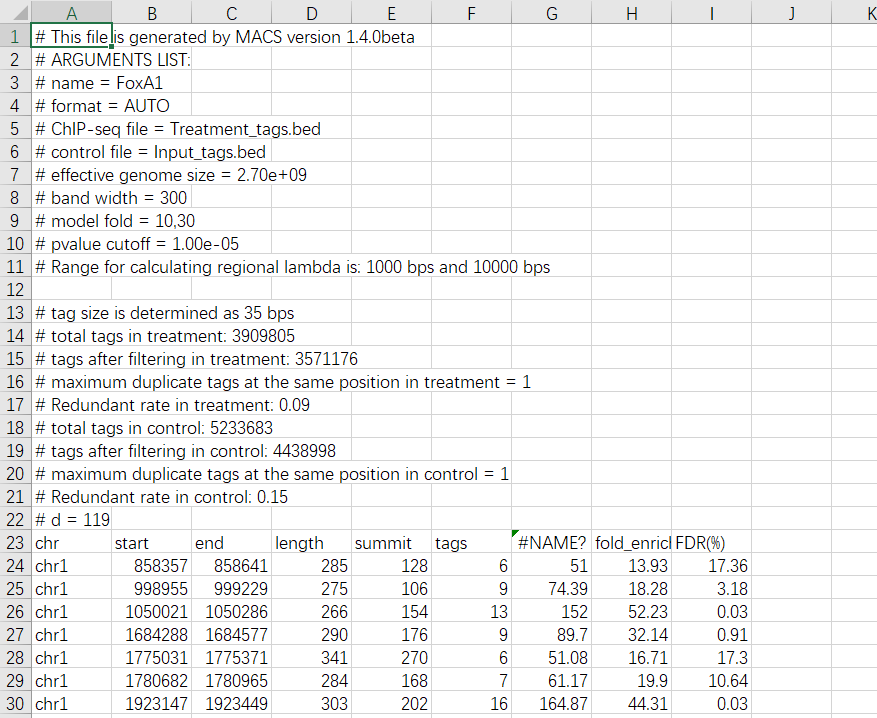 A B C D E F G H I J K
1 # This file is generated by MACS version 1.4.0beta
2 # ARGUMENTS LIST:
3 # name = FoxA1
4 # format = AUTO
5 # ChIP-seq file = Treatment_tags.bed
6 # control file = Input_tags.bed
7 # effective genome size = 2.70e+09
8 # band width = 300
9 # model fold = 10,30
10 # pvalue cutoff = 1.00e-05
11 # Range for calculating regional lambda is: 1000 bps and 10000 bps
12
13 # tag size is determined as 35 bps
14 # total tags in treatment: 3909805
15 # tags after filtering in treatment: 3571176
16 # maximum duplicate tags at the same position in treatment = 1
17 # Redundant rate in treatment: 0.09
18 # total tags in control: 5233683
19 # tags after filtering in control: 4438998
20 # maximum duplicate tags at the same position in control = 1
21 # Redundant rate in control: 0.15
22 # d = 119
23 chr start end length summit tags #NAME? fold_enricl FDR(%)
24 chr1 858357 858641 285 128 6 51 13.93 17.36
25 chr1 998955 999229 275 106 9 74.39 18.28 3.18
26 chr1 1050021 1050286 266 154 13 152 52.23 0.03
27 chr1 1684288 1684577 290 176 9 89.7 32.14 0.91
28 chr1 1775031 1775371 341 270 6 51.08 16.71 17.3
29 chr1 1780682 1780965 284 168 7 61.17 19.9 10.64
30 chr1 1923147 1923449 303 202 16 164.87 44.31 0.03